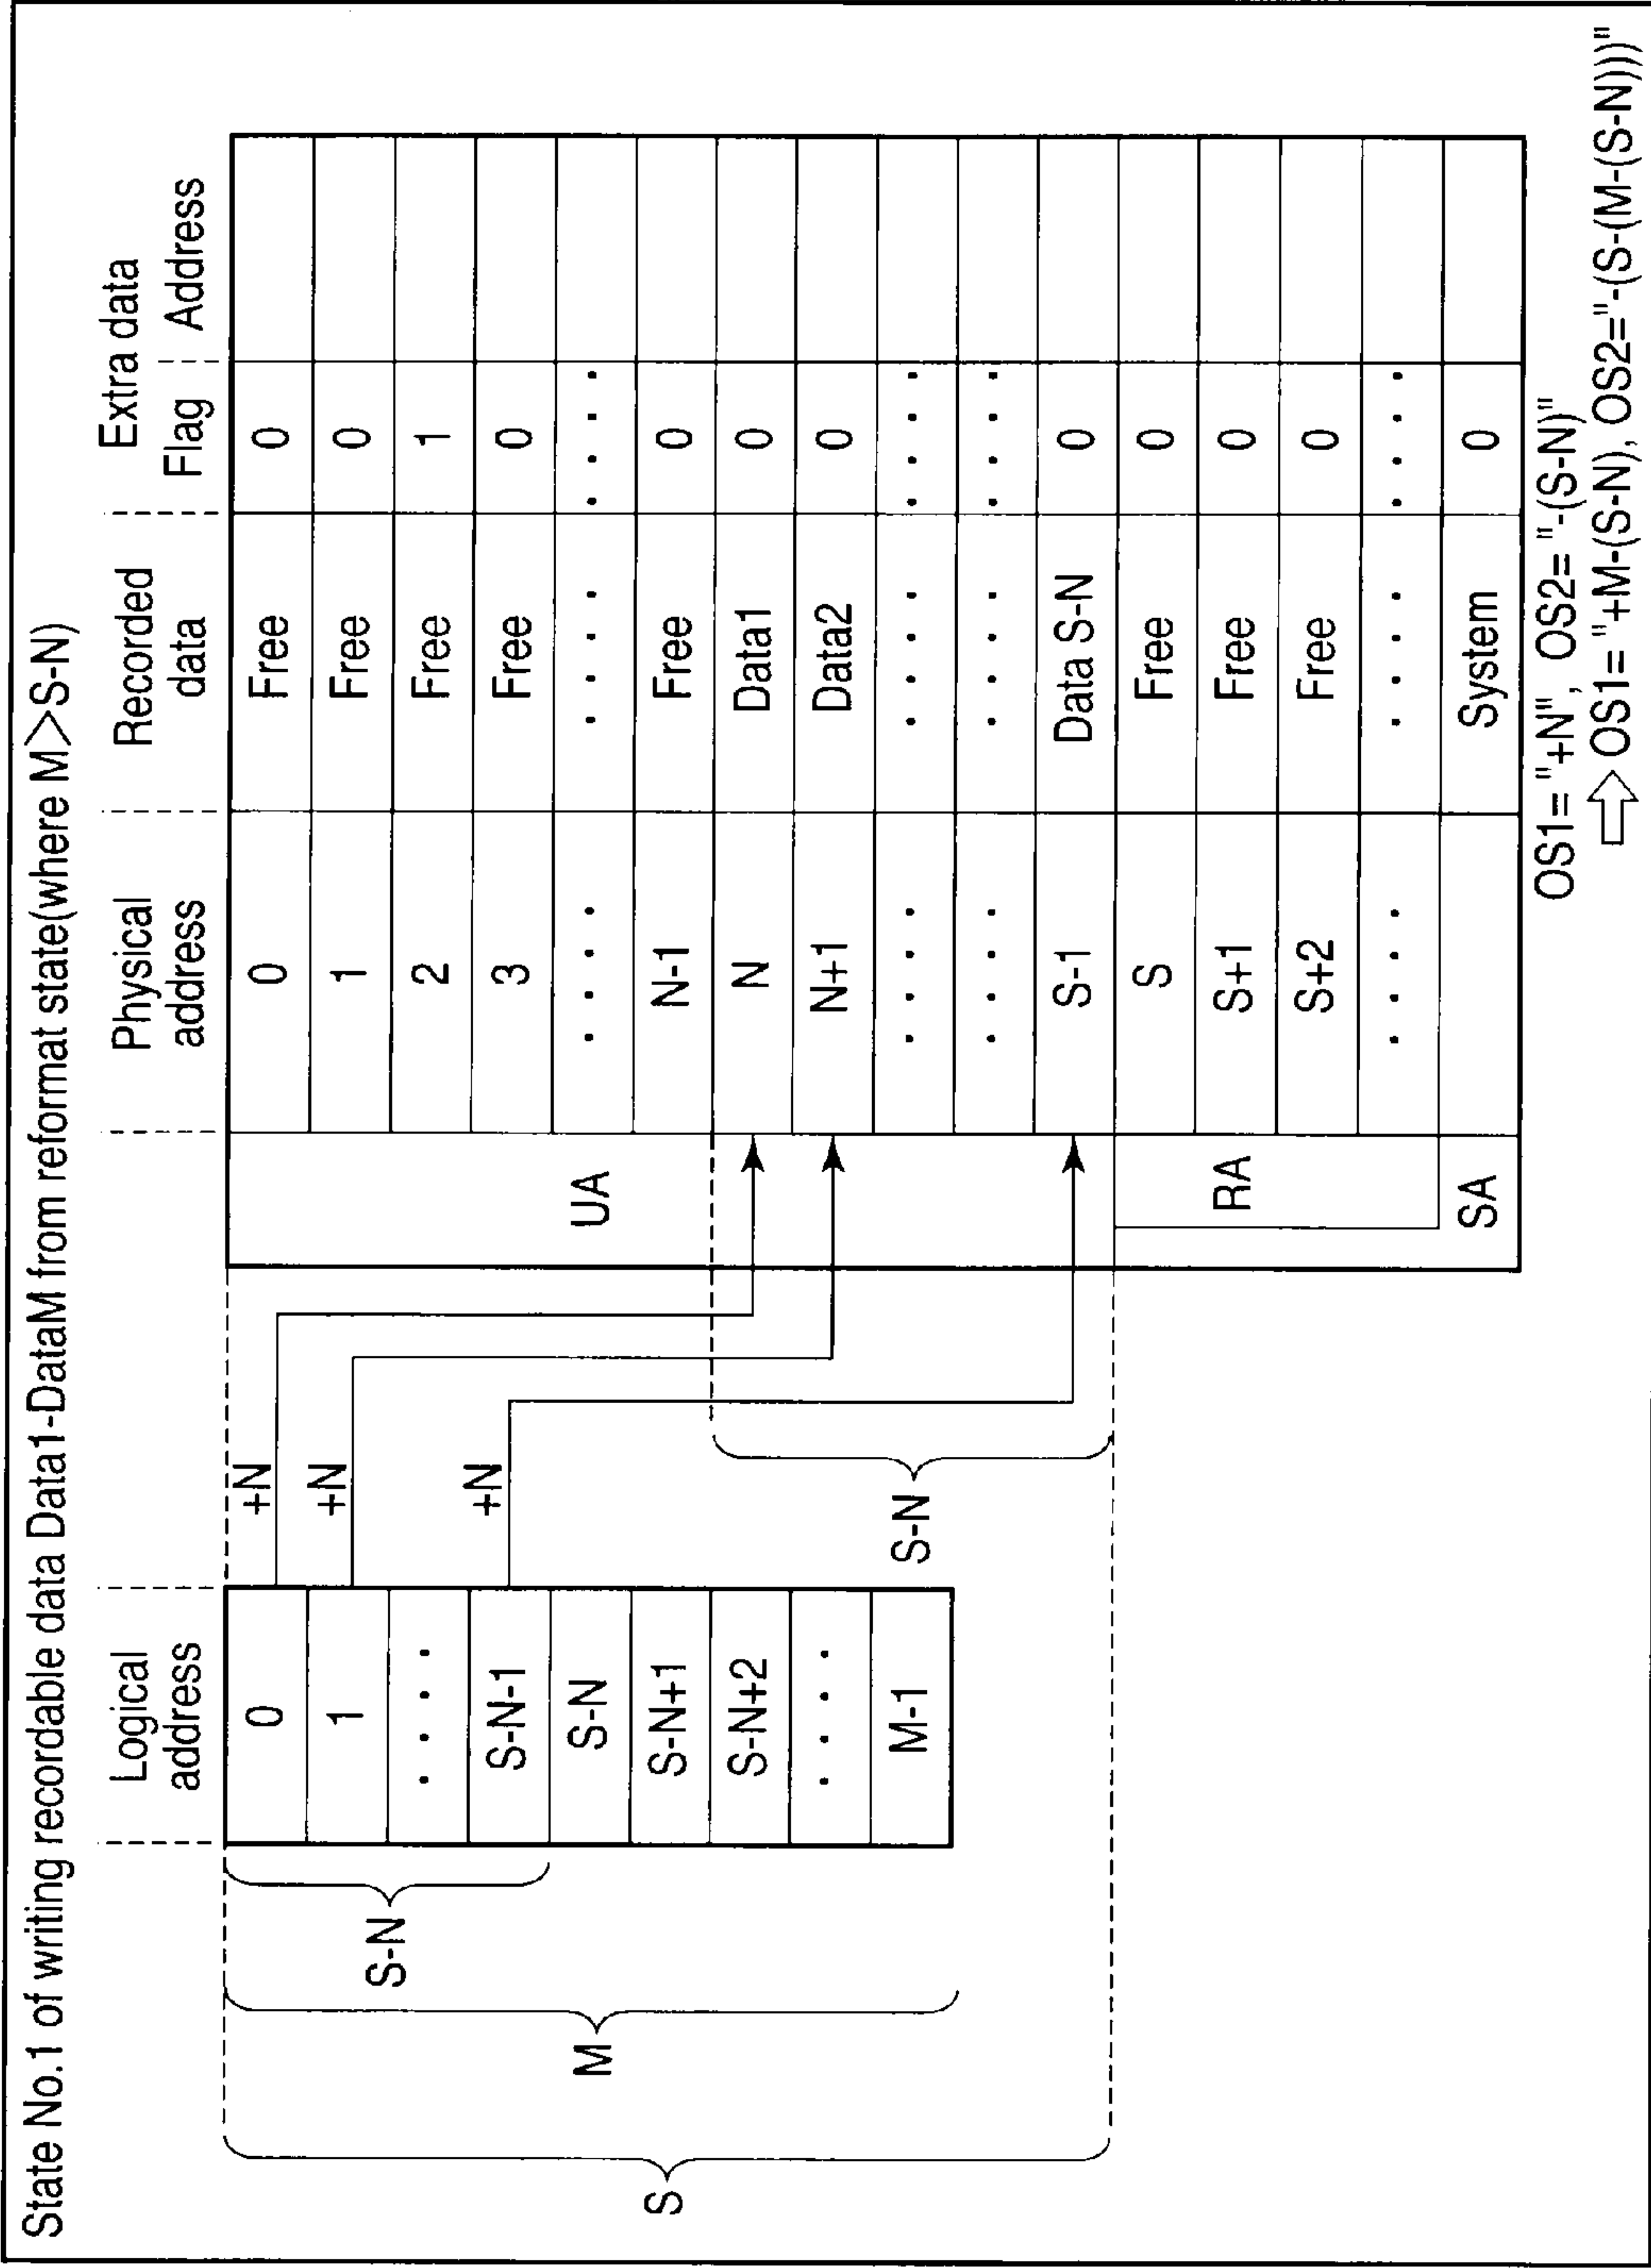 State No.1 of writing recordable data Data1-DataM from reformat state(where M>S-N)
Extra data
Logical address
Physical address
Recorded data
Flag
Address
0 Free 0
1 Free 0
2 Free 1
3 Free 0
· · · · · · · · · · · ·
N-1 Free 0
N Data1 0
N+1 Data2 0
· · · · · · · · · · · ·
· · · · · · · · · · · ·
S-1 Data S-N 0
S Free 0
S+1 Free 0
S+2 Free 0
· · · · · · · · · · · ·
System 0
UA
RA
SA
0
1
· · · ·
S-N-1
S-N
S-N+1
S-N+2
· · · ·
M-1
+N
+N
+N
S-N
S-N
M
S
OS1= "+N", OS2= "-(S-N)"
⇨ OS1= "+M-(S-N), OS2="-(S-(M-(S-N)))"